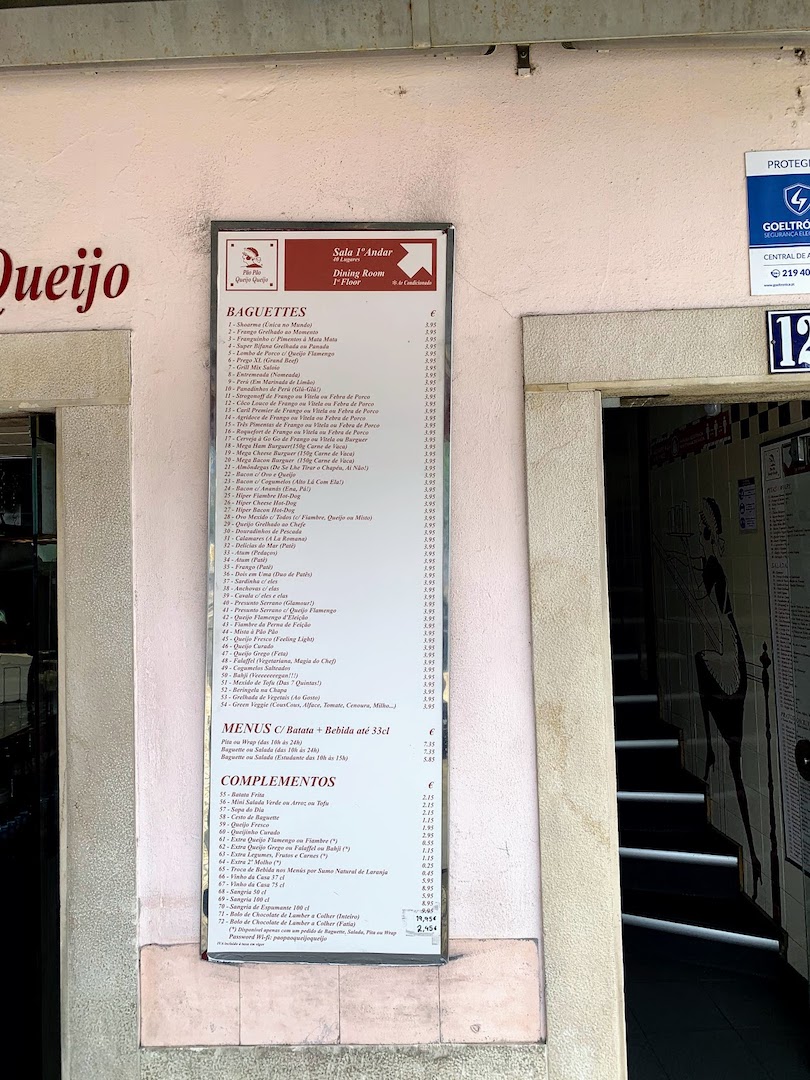 Queijo
Pão Pão
Queijo Queijo
Sala 1º Andar
40 Lugares
Dining Room
1st Floor
Ar Condicionado
BAGUETTES €
1 - Shoarma (Única no Mundo) 3.95
2 - Frango Grelhado ao Momento 3.95
3 - Franguinho c/ Pimentos à Mata Mata 3.95
4 - Super Bifana Grelhada ou Panada 3.95
5 - Lombo de Porco c/ Queijo Flamengo 3.95
6 - Prego XL (Grand Beef) 3.95
7 - Grill Mix Saloio 3.95
8 - Entremeada (Nomeada) 3.95
9 - Perú (Em Marinada de Limão) 3.95
10 - Panadinhos de Perú (Glú-Glú!) 3.95
11 - Strogonoff de Frango ou Vitela ou Febra de Porco 3.95
12 - Côco Louco de Frango ou Vitela ou Febra de Porco 3.95
13 - Caril Premier de Frango ou Vitela ou Febra de Porco 3.95
14 - Agridoce de Frango ou Vitela ou Febra de Porco 3.95
15 - Três Pimentas de Frango ou Vitela ou Febra de Porco 3.95
16 - Roquefort de Frango ou Vitela ou Febra de Porco 3.95
17 - Cerveja à Go Go de Frango ou Vitela ou Burguer 3.95
18 - Mega Ham Burguer(150g Carne de Vaca) 3.95
19 - Mega Cheese Burguer (150g Carne de Vaca) 3.95
20 - Mega Bacon Burguer (150g Carne de Vaca) 3.95
21 - Almôndegas (De Se Lhe Tirar o Chapéu, Ai Não!) 3.95
22 - Bacon c/ Ovo e Queijo 3.95
23 - Bacon c/ Cogumelos (Alto Lá Com Ela!) 3.95
24 - Bacon c/ Ananás (Ena, Pá!) 3.95
25 - Hiper Fiambre Hot-Dog 3.95
26 - Hiper Cheese Hot-Dog 3.95
27 - Hiper Bacon Hot-Dog 3.95
28 - Ovo Mexido c/ Todos (c/ Fiambre, Queijo ou Misto) 3.95
29 - Queijo Grelhado ao Chefe 3.95
30 - Douradinhos de Pescada 3.95
31 - Calamares (A La Romana) 3.95
32 - Delícias do Mar (Patê) 3.95
33 - Atum (Pedaços) 3.95
34 - Atum (Patê) 3.95
35 - Frango (Patê) 3.95
36 - Dois em Uma (Duo de Patês) 3.95
37 - Sardinha c/ eles 3.95
38 - Anchovas c/ elas 3.95
39 - Cavala c/ eles e elas 3.95
40 - Presunto Serrano (Glamour!) 3.95
41 - Presunto Serrano c/ Queijo Flamengo 3.95
42 - Queijo Flamengo d'Eleição 3.95
43 - Fiambre da Perna de Feição 3.95
44 - Mista à Pão Pão 3.95
45 - Queijo Fresco (Feeling Light) 3.95
46 - Queijo Curado 3.95
47 - Queijo Grego (Feta) 3.95
48 - Falaffel (Vegetariana, Magia do Chef) 3.95
49 - Cogumelos Salteados 3.95
50 - Bahji (Veeeeeeegan!!!) 3.95
51 - Mexido de Tofu (Das 7 Quintas!) 3.95
52 - Beringela na Chapa 3.95
53 - Grelhada de Vegetais (Ao Gosto) 3.95
54 - Green Veggie (CousCous, Alface, Tomate, Cenoura, Milho...) 3.95
MENUS C/ Batata + Bebida até 33cl €
Pita ou Wrap (das 10h às 24h) 7.35
Baguette ou Salada (das 10h às 24h) 7.35
Baguette ou Salada (Estudante das 10h às 15h) 5.85
COMPLEMENTOS €
55 - Batata Frita 2.15
56 - Mini Salada Verde ou Arroz ou Tofu 2.15
57 - Sopa do Dia 2.15
58 - Cesto de Baguette 1.15
59 - Queijo Fresco 1.95
60 - Queijinho Curado 2.95
61 - Extra Queijo Flamengo ou Fiambre (*) 0.55
62 - Extra Queijo Grego ou Falaffel ou Bahji (*) 1.15
63 - Extra Legumes, Frutos e Carnes (*) 1.15
64 - Extra 2º Molho (*) 0.25
65 - Troca de Bebida nos Menús por Sumo Natural de Laranja 0.45
66 - Vinho da Casa 37 cl 5.95
67 - Vinho da Casa 75 cl 8.95
68 - Sangria 50 cl 5.95
69 - Sangria 100 cl 8.95
70 - Sangria de Espumante 100 cl 9.95
71 - Bolo de Chocolate de Lamber a Colher (Inteiro) 19,45€
72 - Bolo de Chocolate de Lamber a Colher (Fatia) 2,45€
(*) Disponível apenas com um pedido de Baguette, Salada, Pita ou Wrap
Password Wi-fi: paopaoqueijoqueijo
PROTEGI
GOELTRÓ
SEGURANÇA ELE
CENTRAL DE A
219 40
12